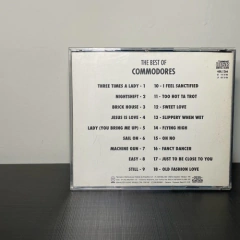 THE BEST OF
COMMODORES
THREE TIMES A LADY - 1
NIGHTSHIFT - 2
BRICK HOUSE - 3
JESUS IS LOVE - 4
LADY (YOU BRING ME UP) - 5
SAIL ON - 6
MACHINE GUN - 7
EASY - 8
STILL - 9
10 - I FEEL SANCTIFIED
11 - TOO HOT TA TROT
12 - SWEET LOVE
13 - SLIPPERY WHEN WET
14 - FLYING HIGH
15 - OH NO
16 - FANCY DANCER
17 - JUST TO BE CLOSE TO YOU
18 - OLD FASHION LOVE